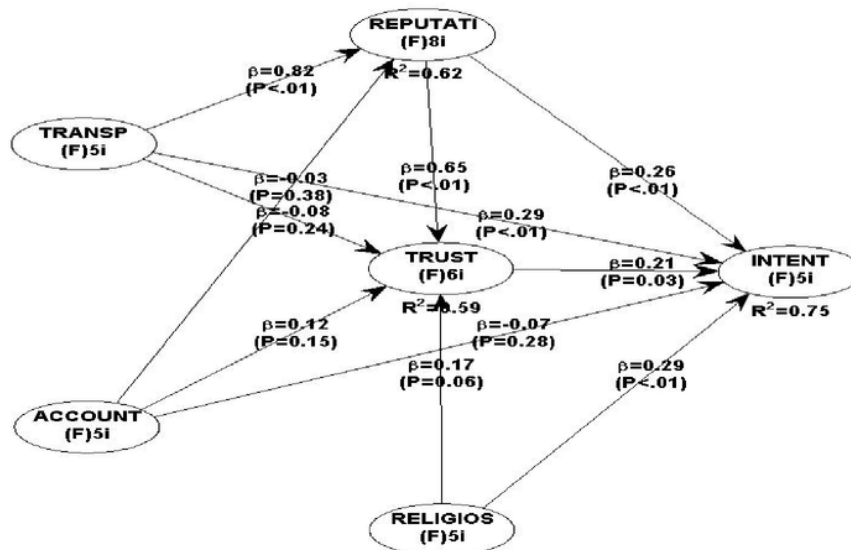 REPUTATI
(F)8i
R²=0.62
β=0.82
(P<.01)
TRANSP
(F)5i
β=-0.03
(P=0.38)
β=-0.08
(P=0.24)
β=0.65
(P<.01)
β=0.26
(P<.01)
β=0.29
(P<.01)
TRUST
(F)6i
R²=0.59
β=0.21
(P=0.03)
INTENT
(F)5i
R²=0.75
β=0.12
(P=0.15)
β=-0.07
(P=0.28)
β=0.17
(P=0.06)
β=0.29
(P<.01)
ACCOUNT
(F)5i
RELIGIOS
(F)5i